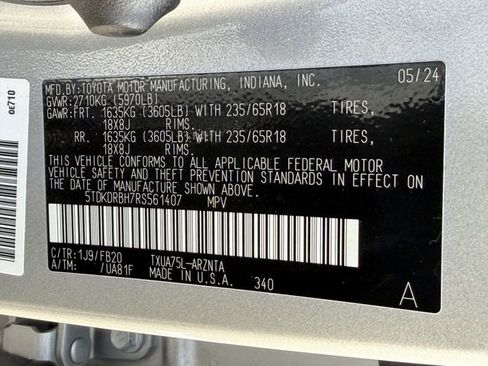 MFD.BY:TOYOTA MOTOR MANUFACTURING, INDIANA, INC. 05/24
GVWR:2710KG (5970LB)
GAWR:FRT. 1635KG (3605LB) WITH 235/65R18 TIRES,
18X8J RIMS.
RR. 1635KG (3605LB) WITH 235/65R18 TIRES,
18X8J RIMS.
THIS VEHICLE CONFORMS TO ALL APPLICABLE FEDERAL MOTOR
VEHICLE SAFETY AND THEFT PREVENTION STANDARDS IN EFFECT
ON THE DATE OF MANUFACTURE SHOWN ABOVE.
5TDKDRBH7RS561407 MPV
C/TR:1J9/FB20 TXUA75L-ARZNTA
A/TM: /UA81F MADE IN U.S.A. 340
A
0E710